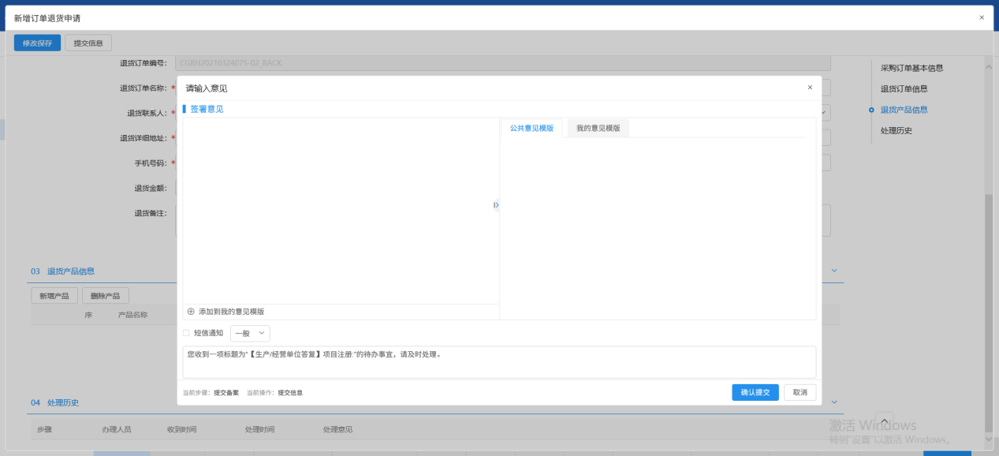 新增订单退货申请
×
修改保存 提交信息
退货订单编号: CGBH20210324075-02_BACK
退货订单名称: *
退货联系人: *
退货详细地址: *
手机号码: *
退货金额:
退货备注:
采购订单基本信息
退货订单信息
退货产品信息
处理历史
请输入意见 ×
签署意见
公共意见模版 我的意见模版
添加到我的意见模版
短信通知 一般
您收到一项标题为“【生产/经营单位答复】项目注册:”的待办事宜，请及时处理。
当前步骤: 提交备案 当前操作: 提交信息
确认提交 取消
03 退货产品信息
新增产品 删除产品
序 产品名称
04 处理历史
步骤 办理人员 收到时间 处理时间 处理意见
激活 Windows
转到"设置"以激活 Windows。